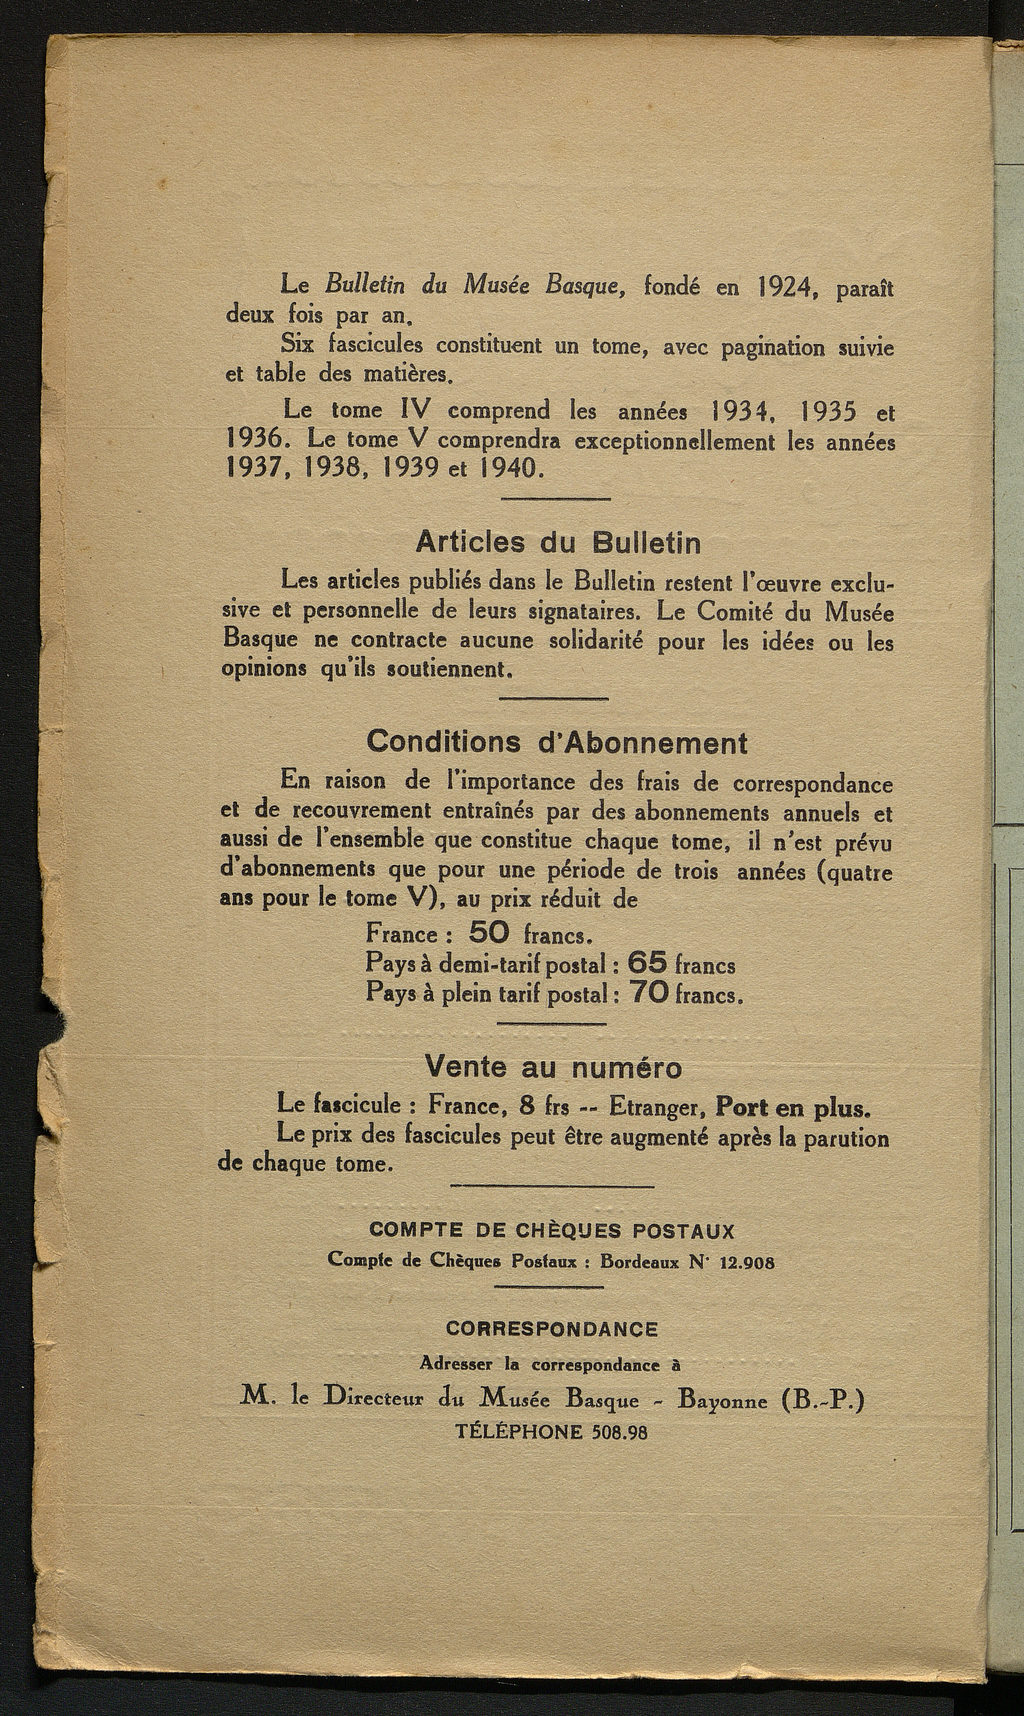 Le Bulletin du Musée Basque, fondé en 1924, paraît
deux fois par an.
Six fascicules constituent un tome, avec pagination suivie
et table des matières.
Le tome IV comprend les années 1934, 1935 et
1936. Le tome V comprendra exceptionnellement les années
1937, 1938, 1939 et 1940.
Articles du Bulletin
Les articles publiés dans le Bulletin restent l'œuvre exclu-
sive et personnelle de leurs signataires. Le Comité du Musée
Basque ne contracte aucune solidarité pour les idées ou les
opinions qu'ils soutiennent.
Conditions d'Abonnement
En raison de l'importance des frais de correspondance
et de recouvrement entraînés par des abonnements annuels et
aussi de l'ensemble que constitue chaque tome, il n'est prévu
d'abonnements que pour une période de trois années (quatre
ans pour le tome V), au prix réduit de
France : 50 francs.
Pays à demi-tarif postal : 65 francs
Pays à plein tarif postal : 70 francs.
Vente au numéro
Le fascicule : France, 8 frs -- Etranger, Port en plus.
Le prix des fascicules peut être augmenté après la parution
de chaque tome.
COMPTE DE CHÈQUES POSTAUX
Compte de Chèques Postaux : Bordeaux N° 12.908
CORRESPONDANCE
Adresser la correspondance à
M. le Directeur du Musée Basque - Bayonne (B.-P.)
TÉLÉPHONE 508.98